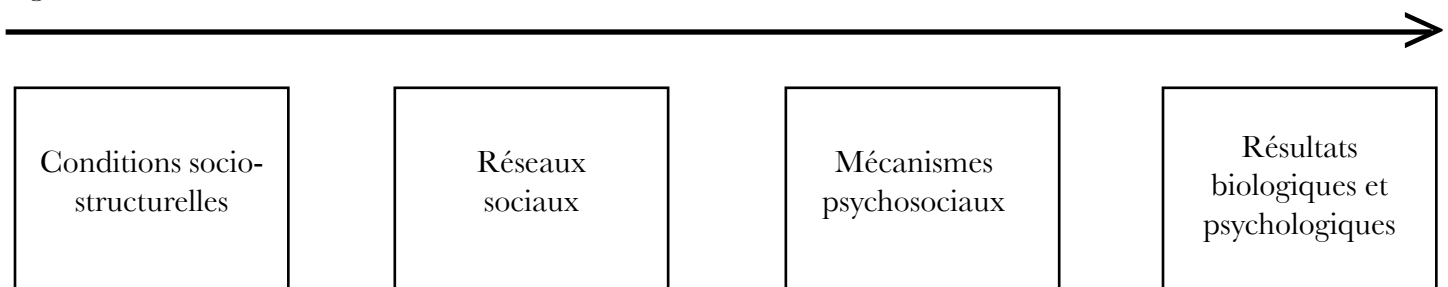 Conditions socio-
structurelles
Réseaux
sociaux
Mécanismes
psychosociaux
Résultats
biologiques et
psychologiques